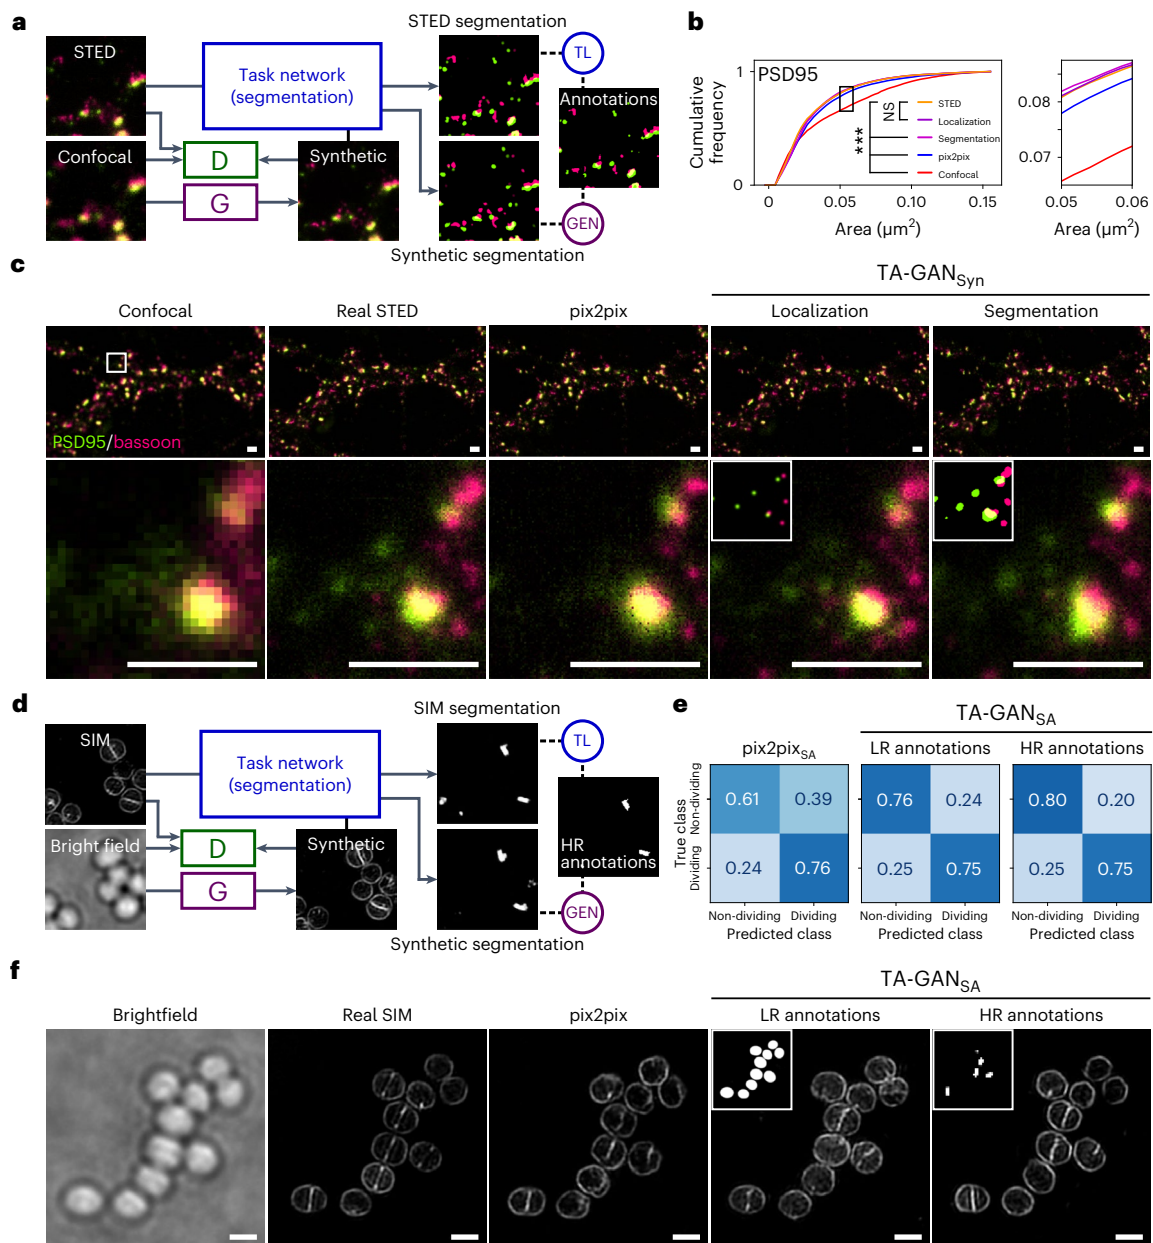 a
STED segmentation
STED
Task network
(segmentation)
TL
Annotations
Confocal
D
Synthetic
G
GEN
Synthetic segmentation
b
PSD95
Cumulative
frequency
1
0
STED
Localization
Segmentation
pix2pix
Confocal
NS
***
0
0.05
0.10
0.15
Area (µm²)
0.08
0.07
0.05
0.06
Area (µm²)
c
TA-GANSyn
Confocal
Real STED
pix2pix
Localization
Segmentation
PSD95/bassoon
d
SIM segmentation
SIM
Task network
(segmentation)
TL
Bright field
D
Synthetic
HR
annotations
G
GEN
Synthetic segmentation
e
TA-GANSA
pix2pixSA
LR annotations
HR annotations
True class
Non-dividing
Dividing
0.61
0.39
0.24
0.76
0.76
0.24
0.25
0.75
0.80
0.20
0.25
0.75
Non-dividing
Dividing
Non-dividing
Dividing
Non-dividing
Dividing
Predicted class
Predicted class
Predicted class
f
TA-GANSA
Brightfield
Real SIM
pix2pix
LR annotations
HR annotations